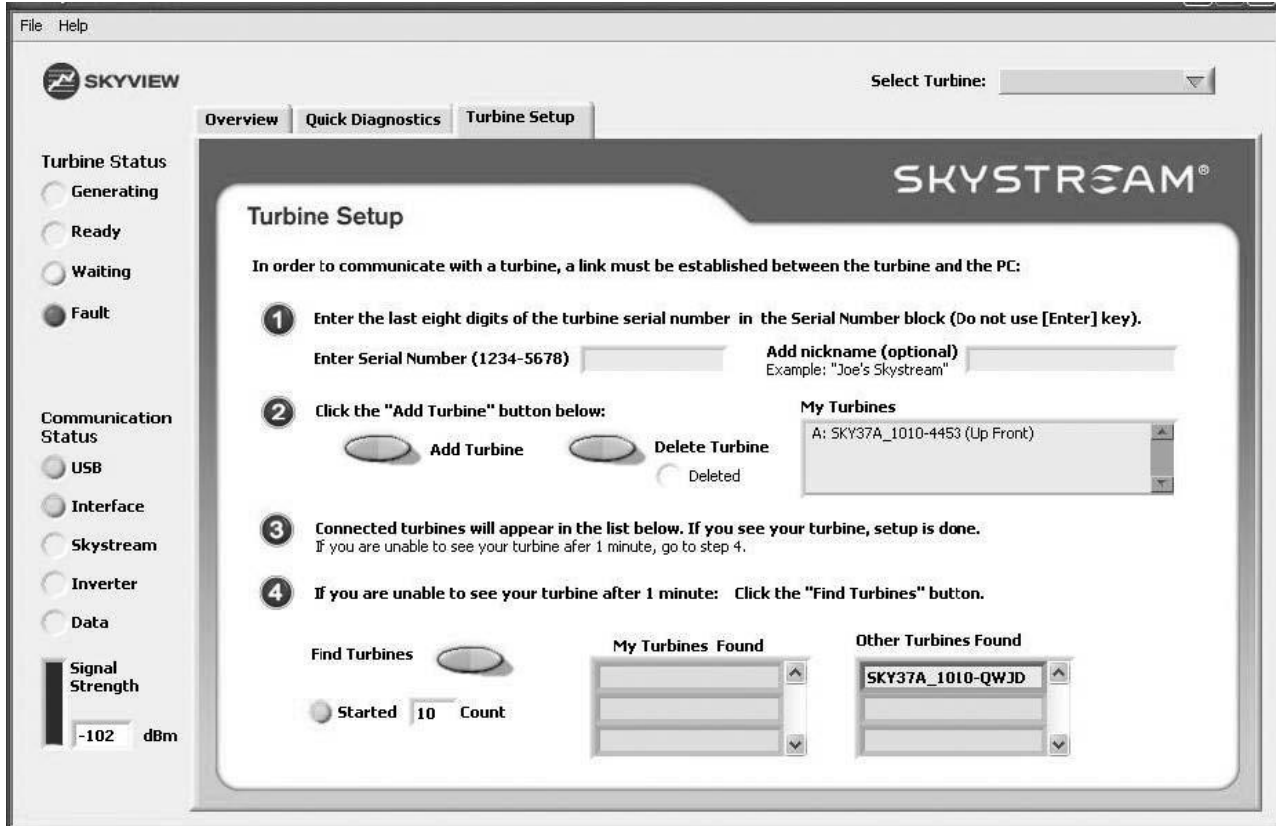 File Help
SKYVIEW
Select Turbine:
Overview Quick Diagnostics Turbine Setup
Turbine Status
Generating
Ready
Waiting
Fault
Communication
Status
USB
Interface
Skystream
Inverter
Data
Signal
Strength
-102 dBm
SKYSTREAM®
Turbine Setup
In order to communicate with a turbine, a link must be established between the turbine and the PC:
1 Enter the last eight digits of the turbine serial number in the Serial Number block (Do not use [Enter] key).
Enter Serial Number (1234-5678)
Add nickname (optional)
Example: "Joe's Skystream"
2 Click the "Add Turbine" button below:
Add Turbine
Delete Turbine
Deleted
My Turbines
A: SKY37A_1010-4453 (Up Front)
3 Connected turbines will appear in the list below. If you see your turbine, setup is done.
If you are unable to see your turbine afer 1 minute, go to step 4.
4 If you are unable to see your turbine after 1 minute: Click the "Find Turbines" button.
Find Turbines
Started 10 Count
My Turbines Found
Other Turbines Found
SKY37A_1010-QWJD